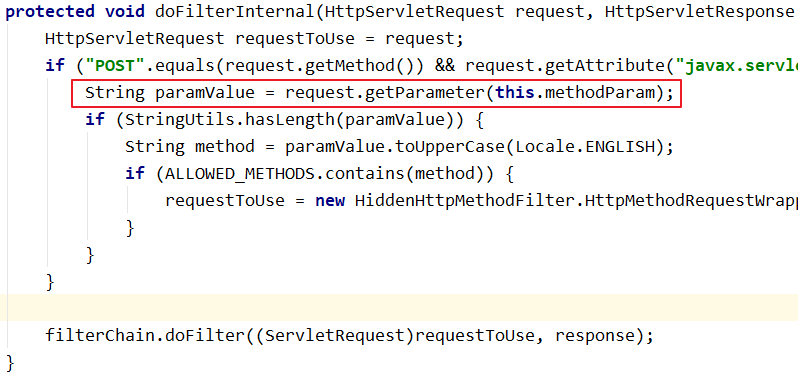 protected void doFilterInternal(HttpServletRequest request, HttpServletResponse
HttpServletRequest requestToUse = request;
if ("POST".equals(request.getMethod()) && request.getAttribute("javax.servle
String paramValue = request.getParameter(this.methodParam);
if (StringUtils.hasLength(paramValue)) {
String method = paramValue.toUpperCase(Locale.ENGLISH);
if (ALLOWED_METHODS.contains(method)) {
requestToUse = new HiddenHttpMethodFilter.HttpMethodRequestWrapp
}
}
}
filterChain.doFilter((ServletRequest)requestToUse, response);
}